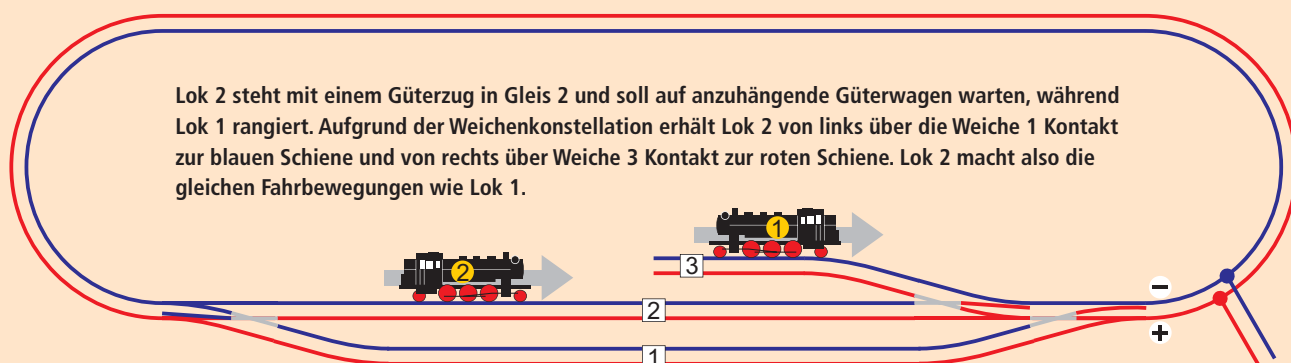 Lok 2 steht mit einem Güterzug in Gleis 2 und soll auf anzuhängende Güterwagen warten, während
Lok 1 rangiert. Aufgrund der Weichenkonstellation erhält Lok 2 von links über die Weiche 1 Kontakt
zur blauen Schiene und von rechts über Weiche 3 Kontakt zur roten Schiene. Lok 2 macht also die
gleichen Fahrbewegungen wie Lok 1.
1
2
3
2
1
−
+